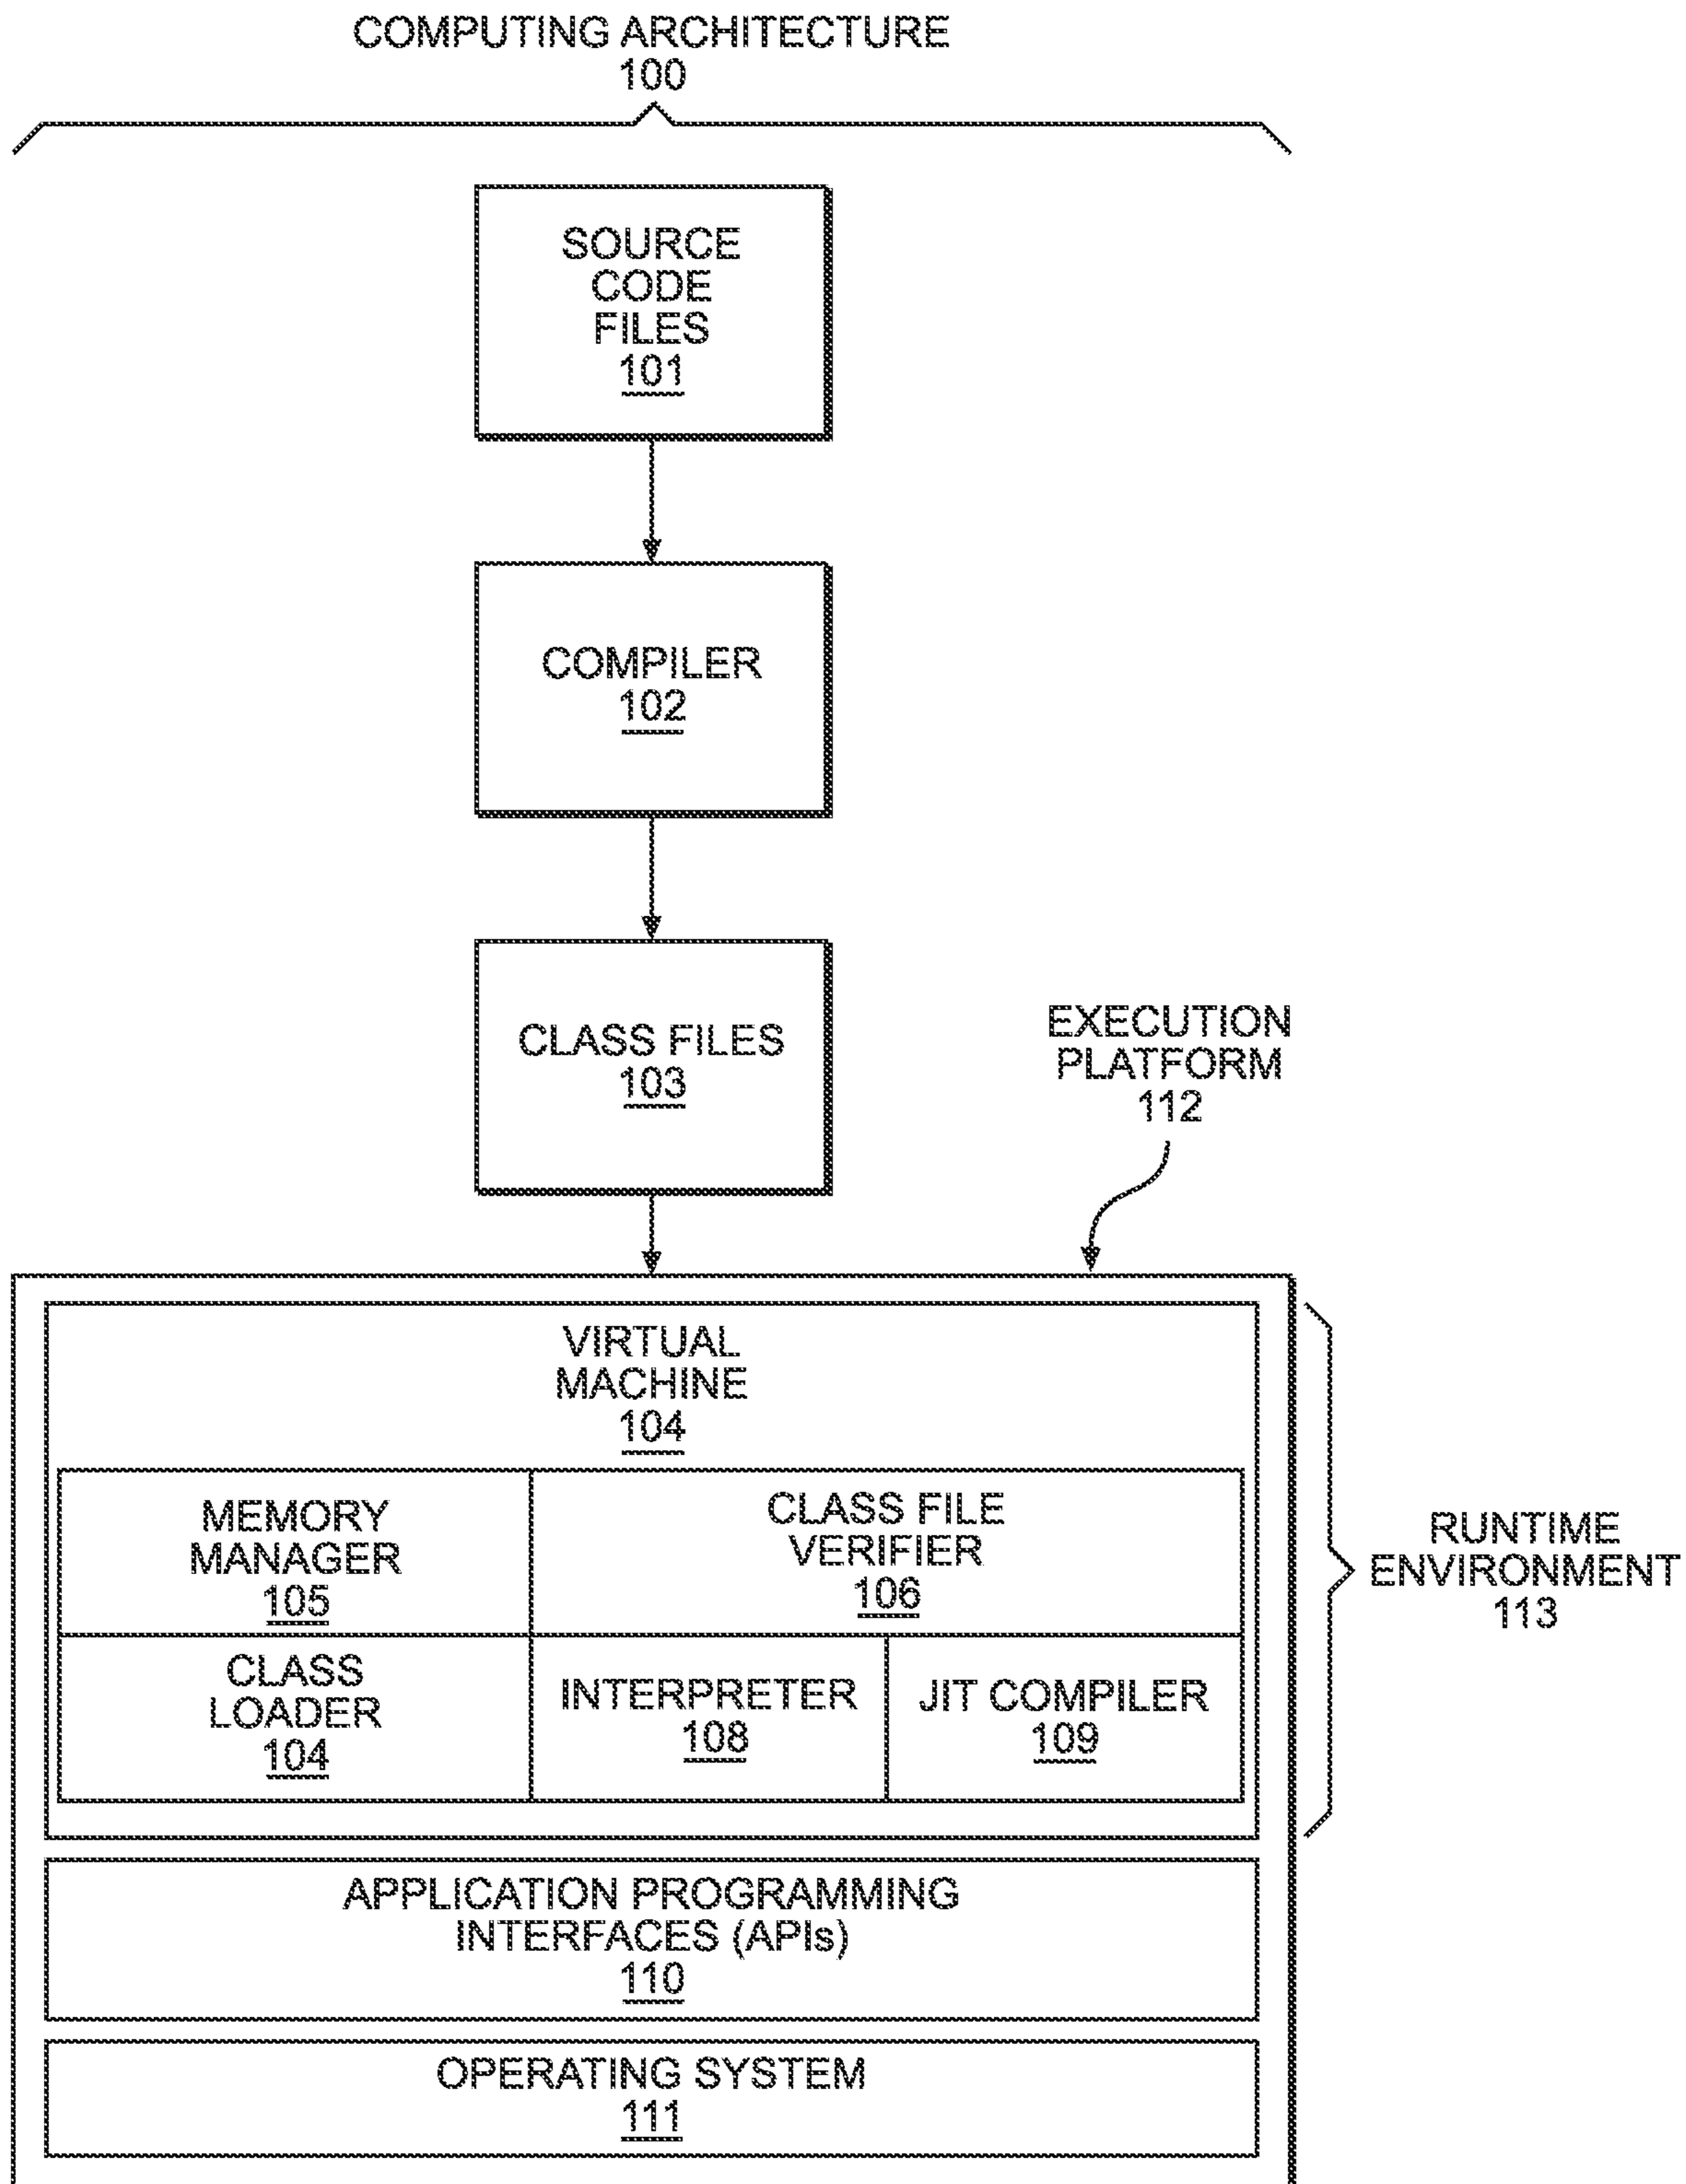 COMPUTING ARCHITECTURE
100
SOURCE
CODE
FILES
101
COMPILER
102
CLASS FILES
103
EXECUTION
PLATFORM
112
VIRTUAL
MACHINE
104
MEMORY
MANAGER
105
CLASS FILE
VERIFIER
106
CLASS
LOADER
104
INTERPRETER
108
JIT COMPILER
109
RUNTIME
ENVIRONMENT
113
APPLICATION PROGRAMMING
INTERFACES (APIs)
110
OPERATING SYSTEM
111